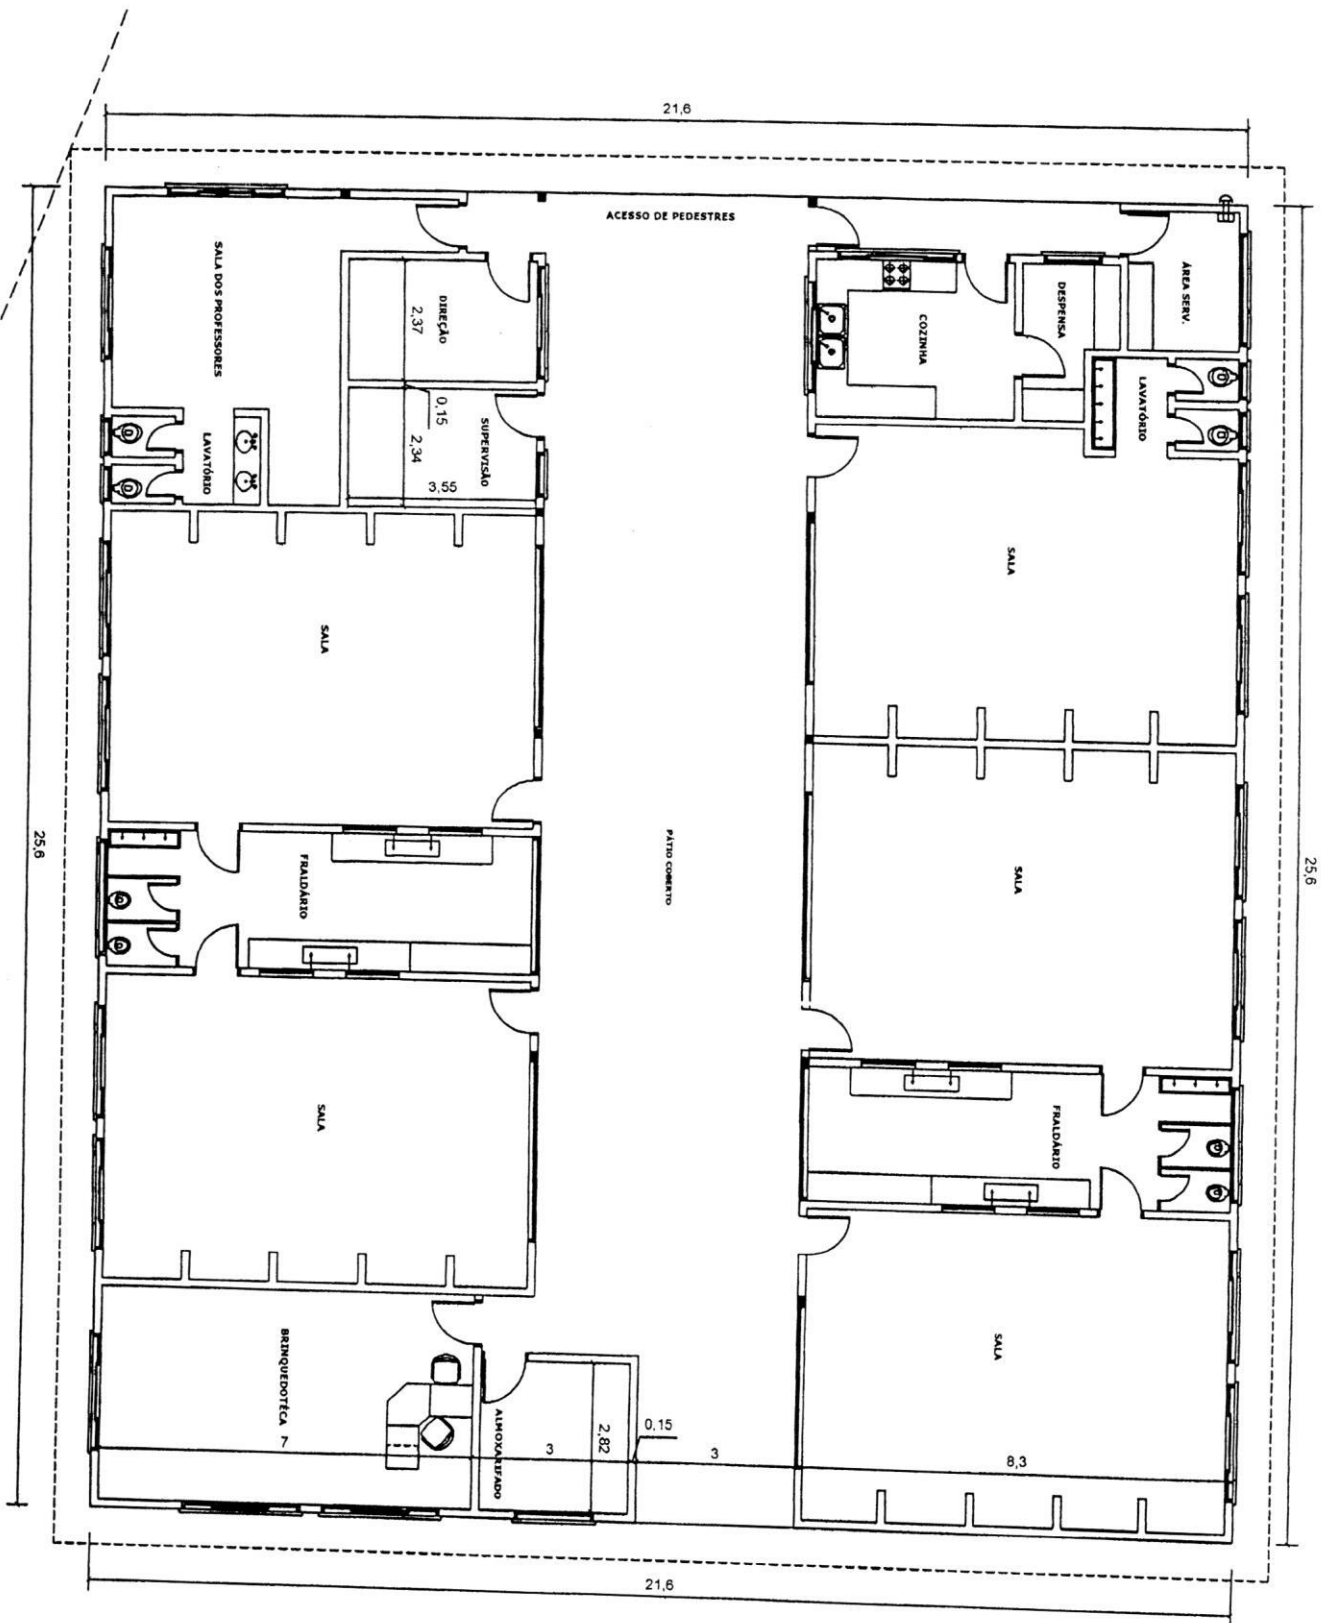 21,6
ACESSO DE PEDESTRES
SALA DOS PROFESSORES
DIREÇÃO
2,37
COZINHA
DESPENSA
ÁREA SERV.
LAVATÓRIO
0,15
SUPERVISÃO
2,34
3,55
LAVATÓRIO
SALA
SALA
25,6
FRALDÁRIO
PÁTIO COBERTO
SALA
25,6
SALA
FRALDÁRIO
BRINQUEDOTÉCA
ALMOXARIFADO
SALA
7
3
2,82
0,15
3
8,3
21,6